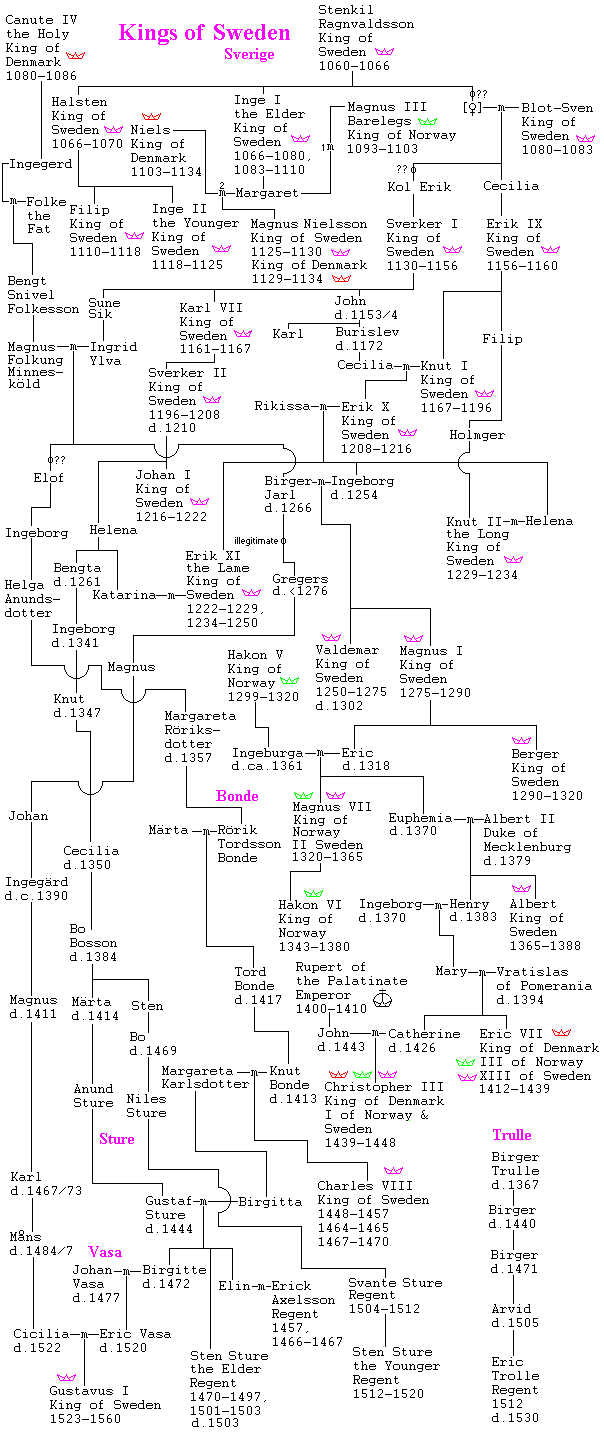 Kings of Sweden
Sverige
Canute IV
the Holy
King of
Denmark
1080–1086
Stenkil
Ragnvaldsson
King of
Sweden
1060–1066
Halsten
King of
Sweden
1066–1070
Niels
King of
Denmark
1103–1134
Inge I
the Elder
King of
Sweden
1066–1080,
1083–1110
Magnus III
Barelegs
King of Norway
1093–1103
??
[♀]
m
Blot-Sven
King of
Sweden
1080–1083
Ingegerd
m
Folke
the
Fat
Filip
King of
Sweden
1110–1118
Inge II
the Younger
King of
Sweden
1118–1125
2
m
Margaret
1m
Magnus Nielsson
King of Sweden
1125–1130
King of Denmark
1129–1134
??
Kol Erik
Cecilia
Sverker I
King of
Sweden
1130–1156
Erik IX
King of
Sweden
1156–1160
Bengt
Snivel
Folkesson
Sune
Sik
Karl VII
King of
Sweden
1161–1167
John
d.1153/4
Karl
Burislev
d.1172
Filip
Magnus
Folkung
Minnes-
köld
m
Ingrid
Ylva
Cecilia
m
Knut I
King of
Sweden
1167–1196
Sverker II
King of
Sweden
1196–1208
d.1210
Rikissa
m
Erik X
King of
Sweden
1208–1216
Holmger
??
Elof
Johan I
King of
Sweden
1216–1222
Birger
Jarl
d.1266
m
Ingeborg
d.1254
Knut II
the Long
King of
Sweden
1229–1234
m
Helena
Ingeborg
Helena
illegitimate
Bengta
d.1261
Katarina
m
Erik XI
the Lame
King of
Sweden
1222–1229,
1234–1250
Gregers
d.<1276
Helga
Anunds-
dotter
Ingeborg
d.1341
Magnus
Hakon V
King of
Norway
1299–1320
Valdemar
King of
Sweden
1250–1275
d.1302
Magnus I
King of
Sweden
1275–1290
Knut
d.1347
Margareta
Röriks-
dotter
d.1357
Ingeburga
d.ca.1361
m
Eric
d.1318
Berger
King of
Sweden
1290–1320
Bonde
Johan
Märta
m
Rörik
Tordsson
Bonde
Magnus VII
King of
Norway
II Sweden
1320–1365
Euphemia
d.1370
m
Albert II
Duke of
Mecklenburg
d.1379
Cecilia
d.1350
Ingegärd
d.c.1390
Hakon VI
King of
Norway
1343–1380
Ingeborg
d.1370
m
Henry
d.1383
Albert
King of
Sweden
1365–1388
Bo
Bosson
d.1384
Tord
Bonde
d.1417
Rupert of
the Palatinate
Emperor
1400–1410
Mary
m
Vratislas
of Pomerania
d.1394
Magnus
d.1411
Märta
d.1414
Sten
Bo
d.1469
John
d.1443
m
Catherine
d.1426
Eric VII
King of Denmark
III of Norway
XIII of Sweden
1412–1439
Margareta
Karlsdotter
m
Knut
Bonde
d.1413
Christopher III
King of Denmark
I of Norway &
Sweden
1439–1448
Anund
Sture
Niles
Sture
Sture
Trulle
Birger
Trulle
d.1367
Karl
d.1467/73
Gustaf
Sture
d.1444
m
Birgitta
Charles VIII
King of Sweden
1448–1457
1464–1465
1467–1470
Birger
d.1440
Måns
d.1484/7
Vasa
Johan
Vasa
d.1477
m
Birgitte
d.1472
Elin
m
Erick
Axelsson
Regent
1457,
1466–1467
Svante Sture
Regent
1504–1512
Birger
d.1471
Arvid
d.1505
Cicilia
d.1522
m
Eric Vasa
d.1520
Sten Sture
the Elder
Regent
1470–1497,
1501–1503
d.1503
Sten Sture
the Younger
Regent
1512–1520
Eric
Trolle
Regent
1512
d.1530
Gustavus I
King of Sweden
1523–1560